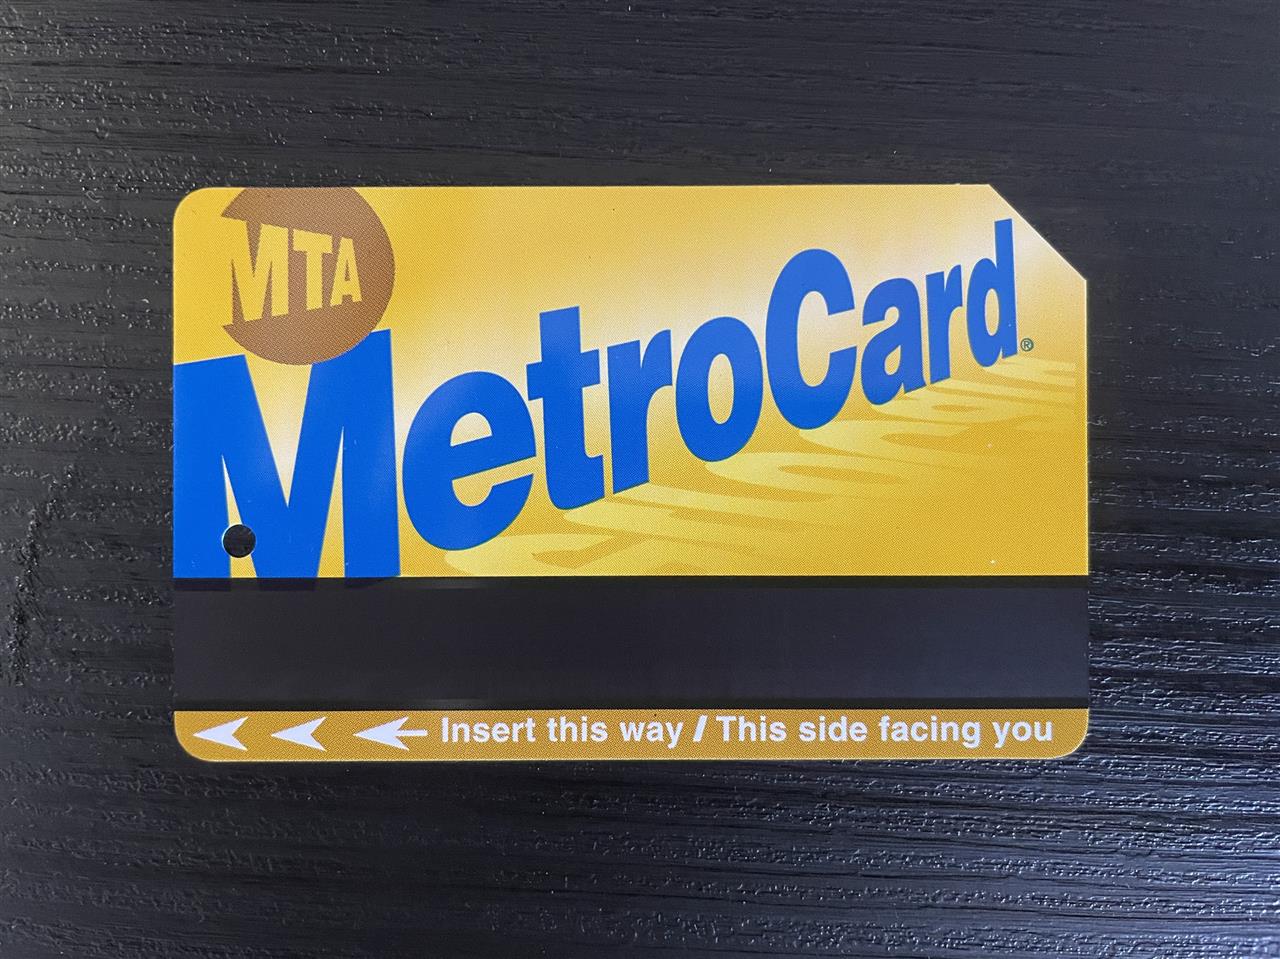 MTA
MetroCard®
Insert this way / This side facing you